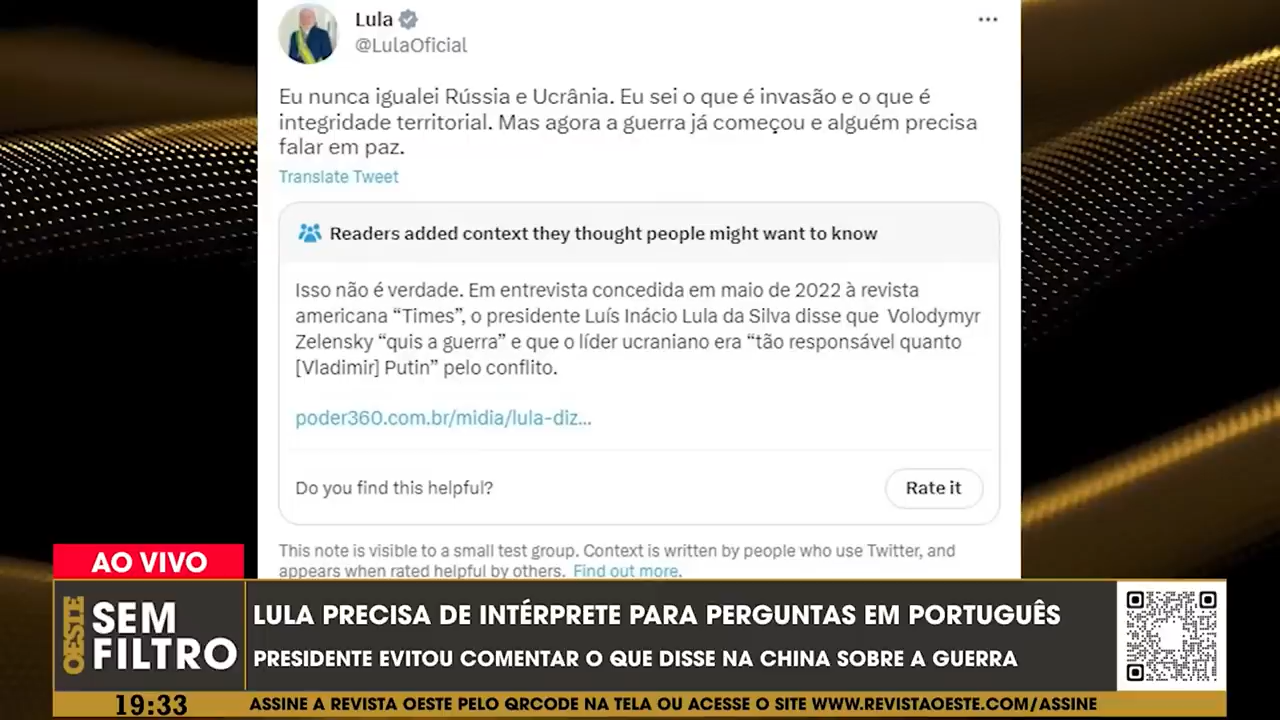 Lula
@LulaOficial
Eu nunca igualei Rússia e Ucrânia. Eu sei o que é invasão e o que é
integridade territorial. Mas agora a guerra já começou e alguém precisa
falar em paz.
Translate Tweet
Readers added context they thought people might want to know
Isso não é verdade. Em entrevista concedida em maio de 2022 à revista
americana “Times”, o presidente Luís Inácio Lula da Silva disse que Volodymyr
Zelensky “quis a guerra” e que o líder ucraniano era “tão responsável quanto
[Vladimir] Putin” pelo conflito.
poder360.com.br/midia/lula-diz...
Do you find this helpful?
Rate it
This note is visible to a small test group. Context is written by people who use Twitter, and
appears when rated helpful by others. Find out more.
AO VIVO
OESTE
SEM
FILTRO
LULA PRECISA DE INTÉRPRETE PARA PERGUNTAS EM PORTUGUÊS
PRESIDENTE EVITOU COMENTAR O QUE DISSE NA CHINA SOBRE A GUERRA
19:33
ASSINE A REVISTA OESTE PELO QRCODE NA TELA OU ACESSE O SITE WWW.REVISTAOESTE.COM/ASSINE